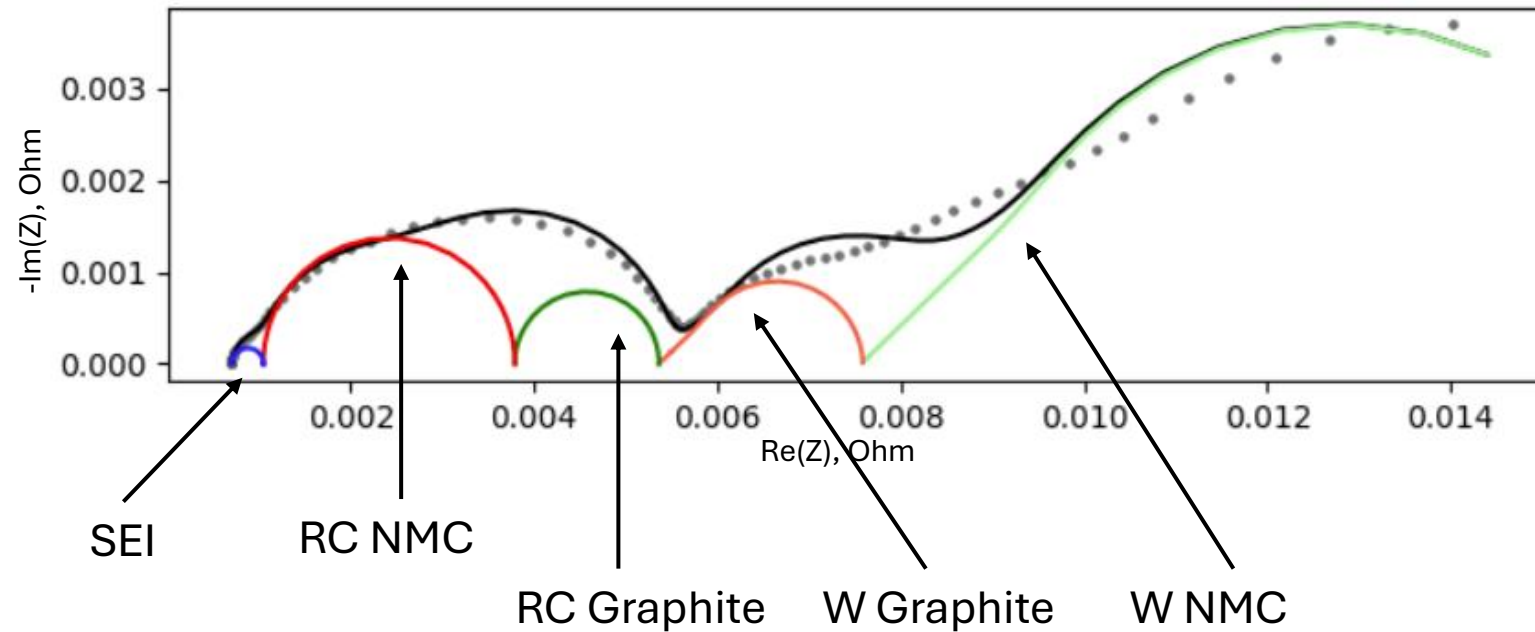 -Im(Z), Ohm
0.003
0.002
0.001
0.000
0.002 0.004 0.006 0.008 0.010 0.012 0.014
Re(Z), Ohm
SEI
RC NMC
RC Graphite
W Graphite
W NMC